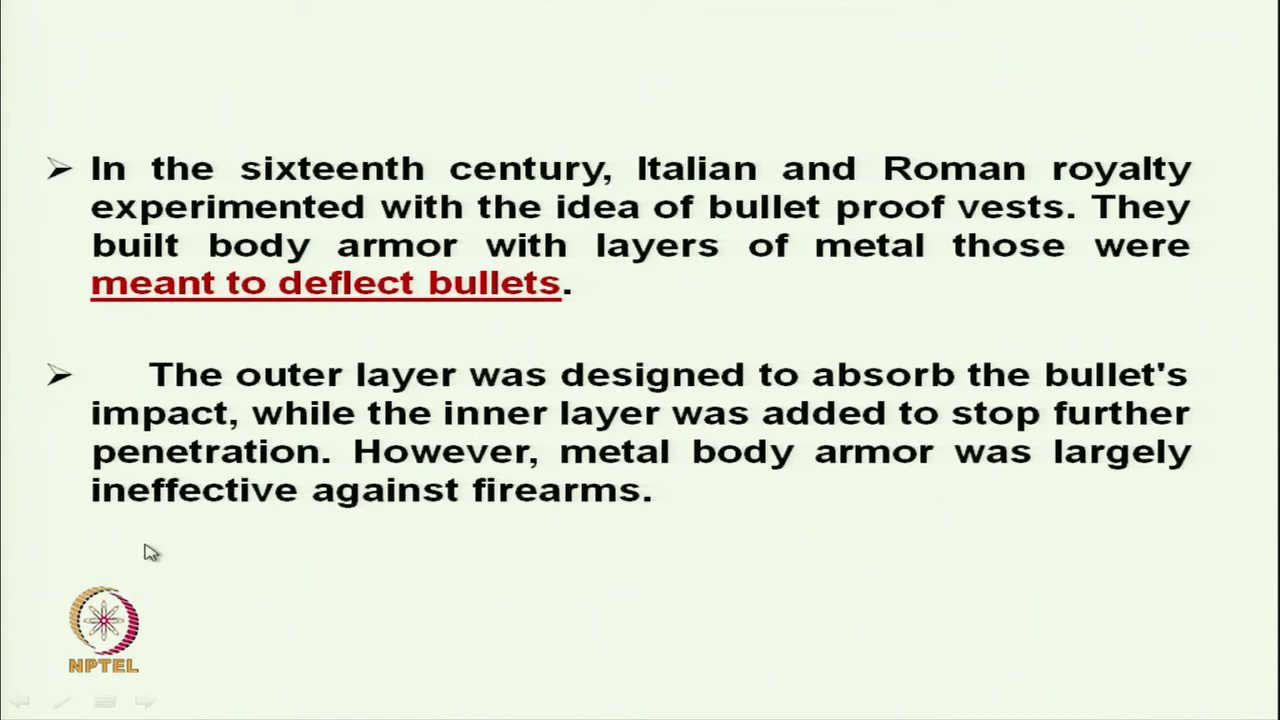 In the sixteenth century, Italian and Roman royalty
experimented with the idea of bullet proof vests. They
built body armor with layers of metal those were
meant to deflect bullets.
The outer layer was designed to absorb the bullet's
impact, while the inner layer was added to stop further
penetration. However, metal body armor was largely
ineffective against firearms.
NPTEL